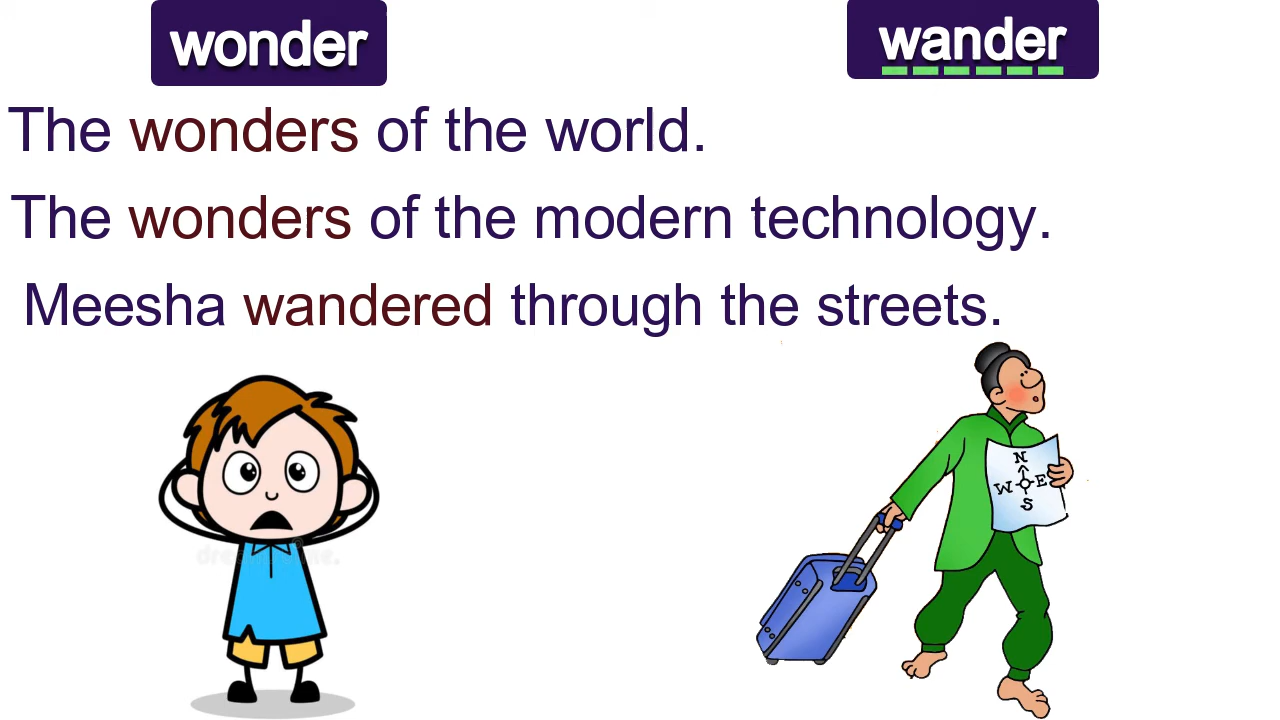 wonder
wander
The wonders of the world.
The wonders of the modern technology.
Meesha wandered through the streets.
N
W E
S